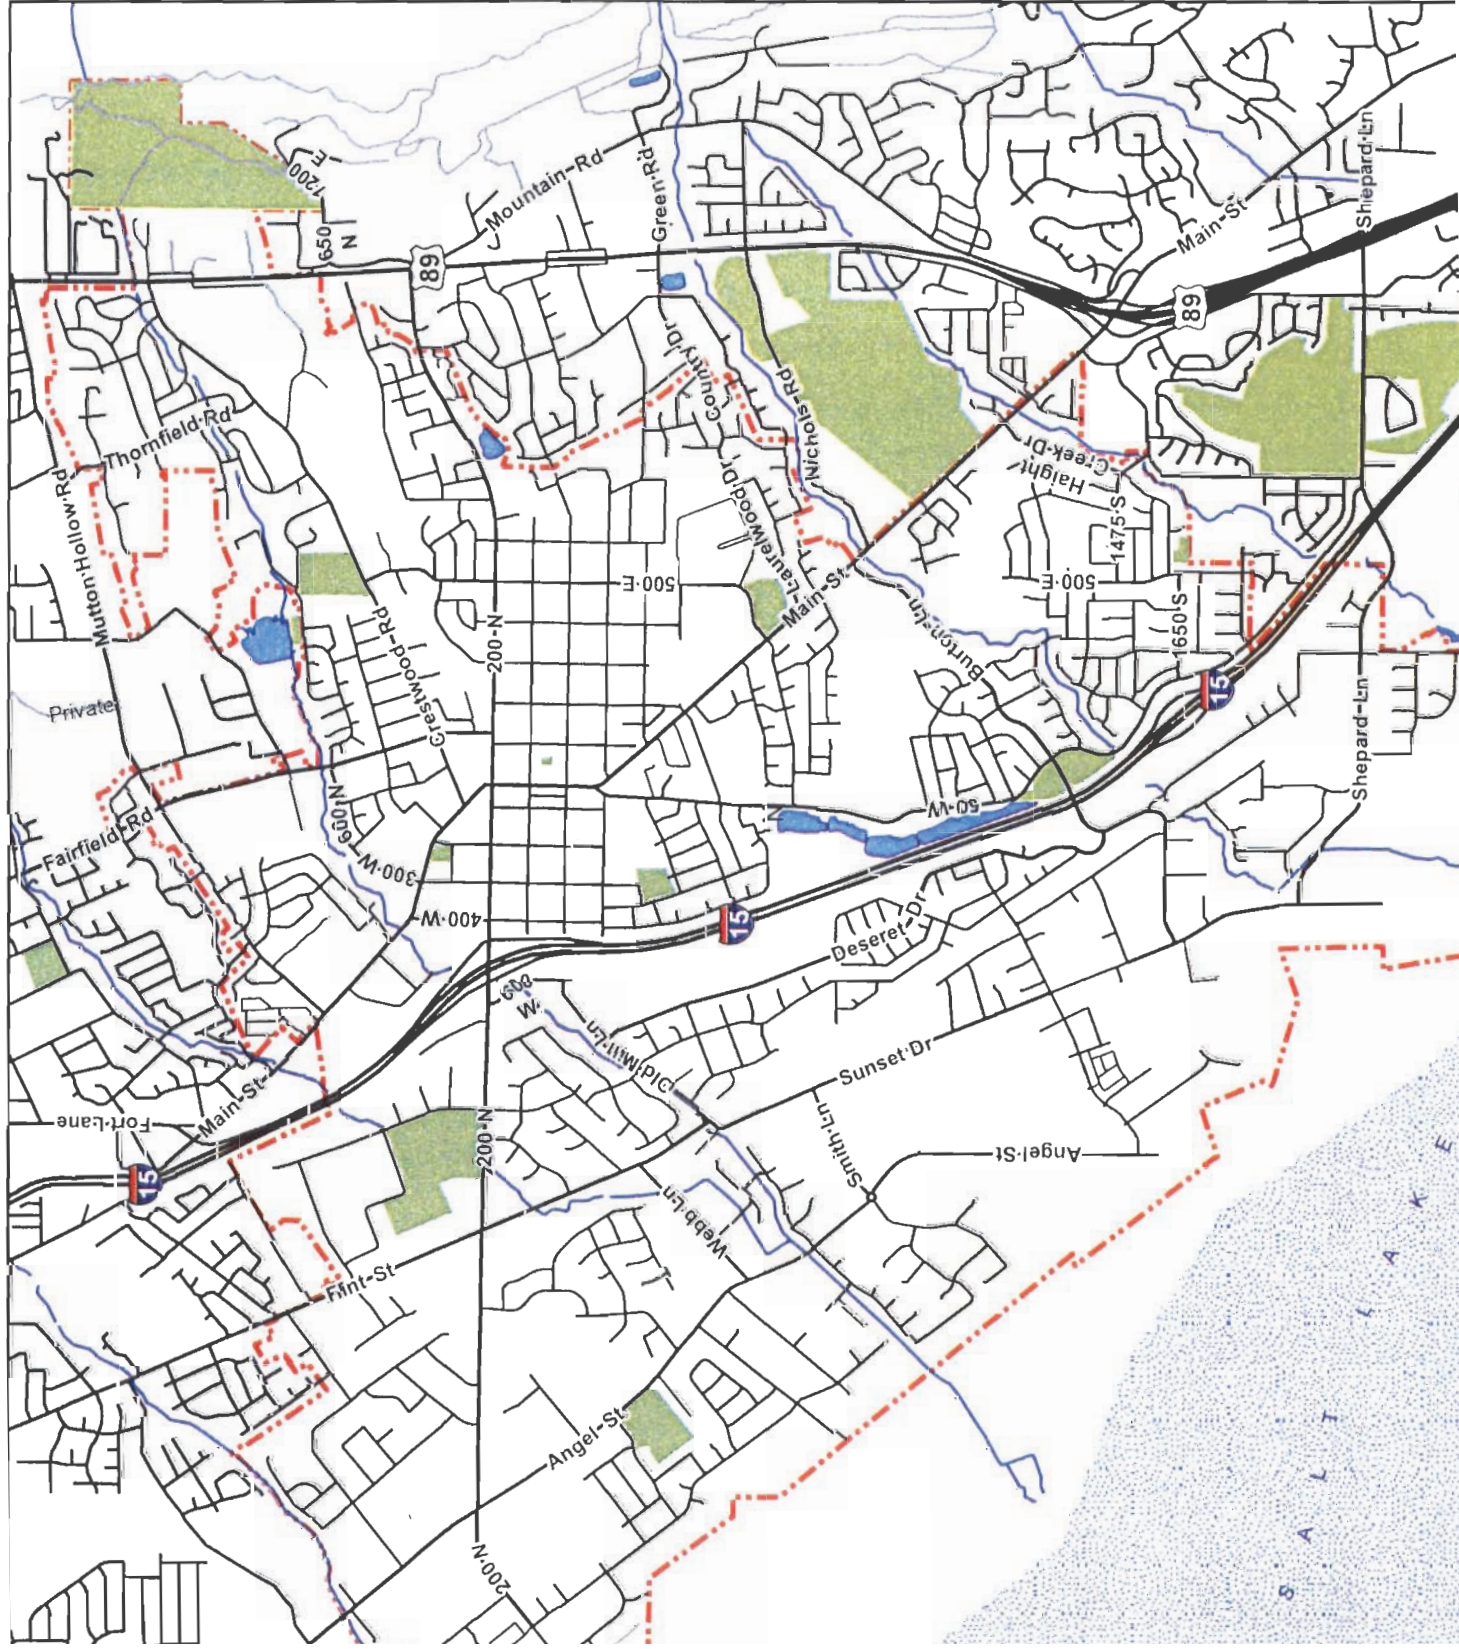 Shepard Ln
Green Rd
Mountain Rd
1200 E
650
N
Main St
89
89
Country Dr
Nichols Rd
Thornfield Rd
Mutton Hollow Rd
Laurelwood Dr
Haight
Creek Dr
1475 S
500 E
500 E
Main St
Burton Ln
1650 S
200 N
Crestwood Rd
Private
15
Shepard Ln
Fairfield Rd
600 N
300 W
50 W
400 W
15
Deseret Dr
600
W
Old Mill Ln
Sunset Dr
Main St
Fort Lane
Smith Ln
200 N
Angel St
15
Webb Ln
Flint St
Angel St
200 N
SALT LAKE